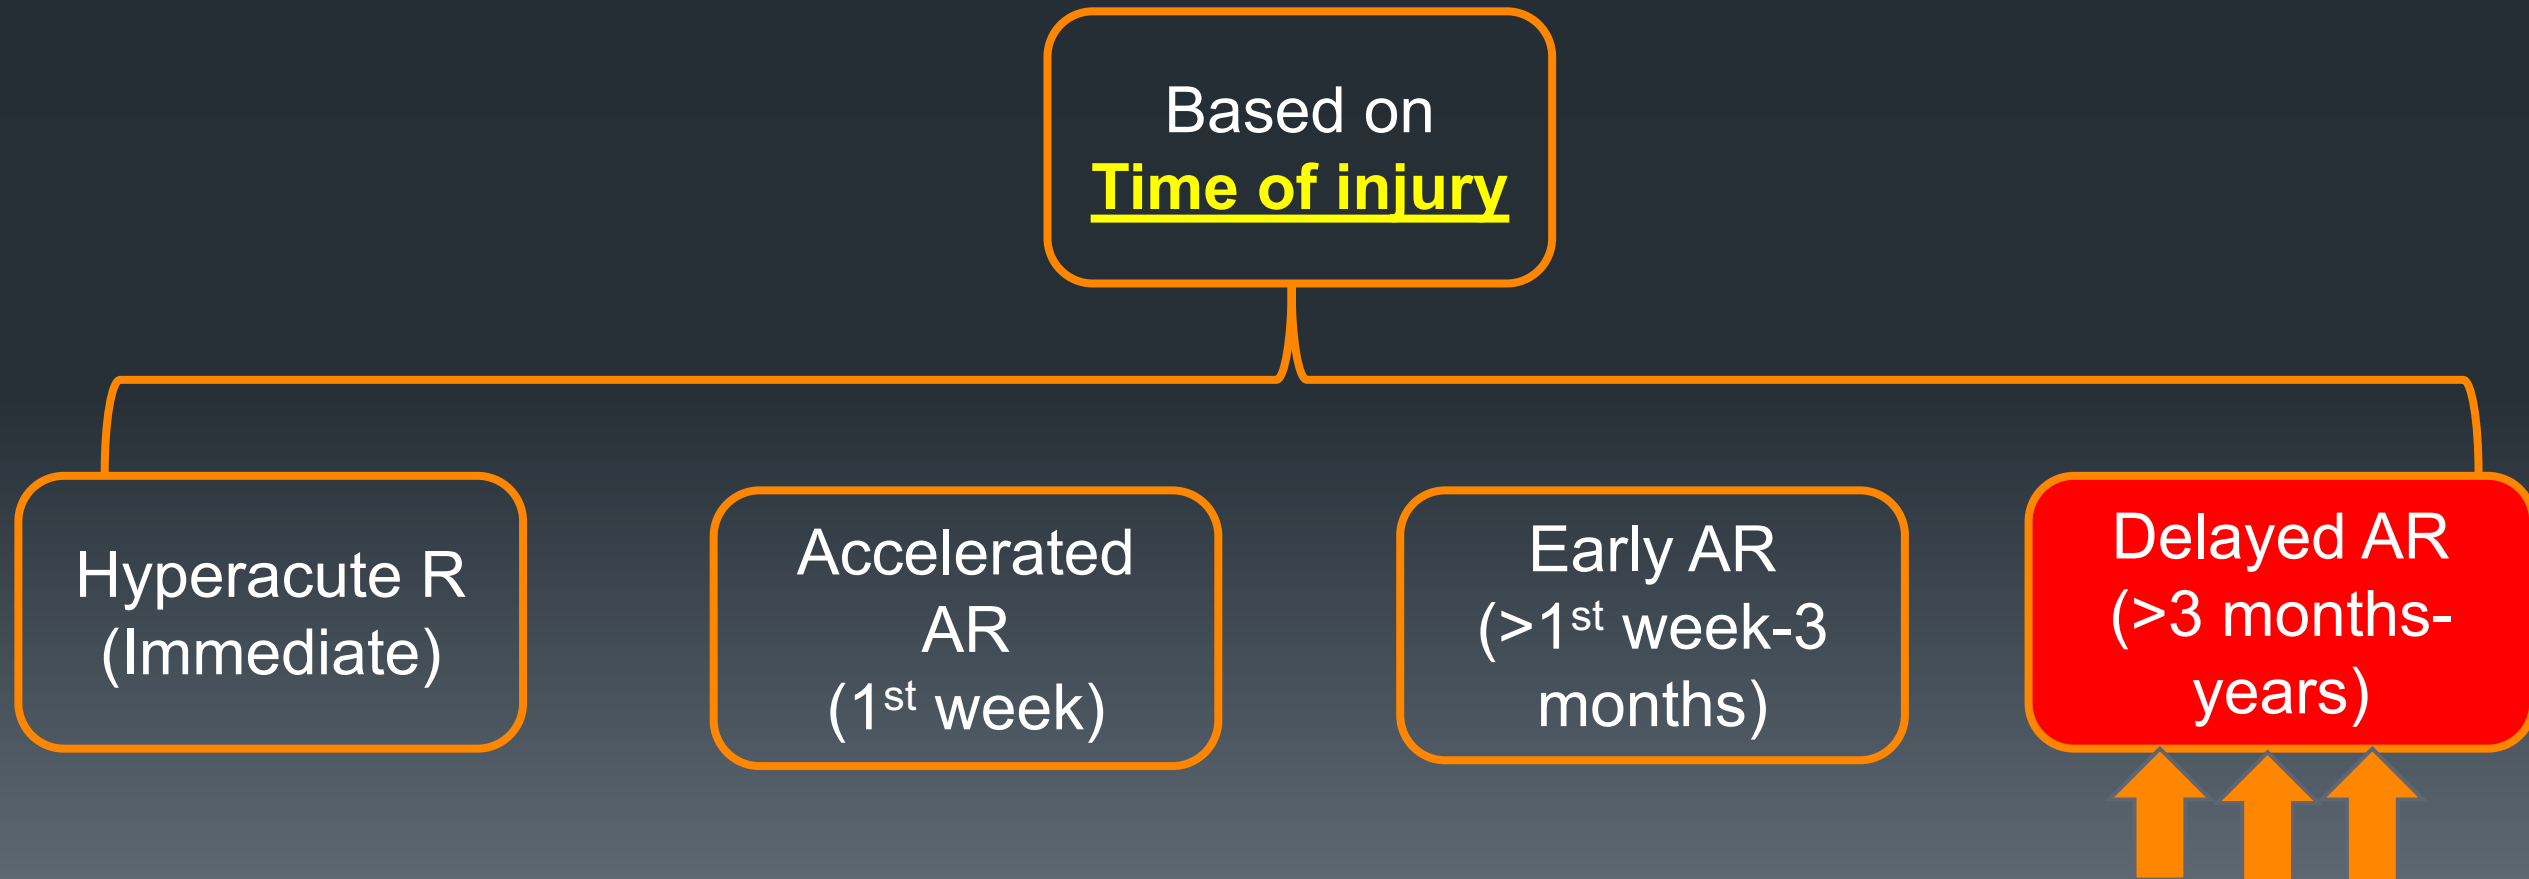 Based on
Time of injury
Hyperacute R
(Immediate)
Accelerated
AR
(1st week)
Early AR
(>1st week-3
months)
Delayed AR
(>3 months-
years)